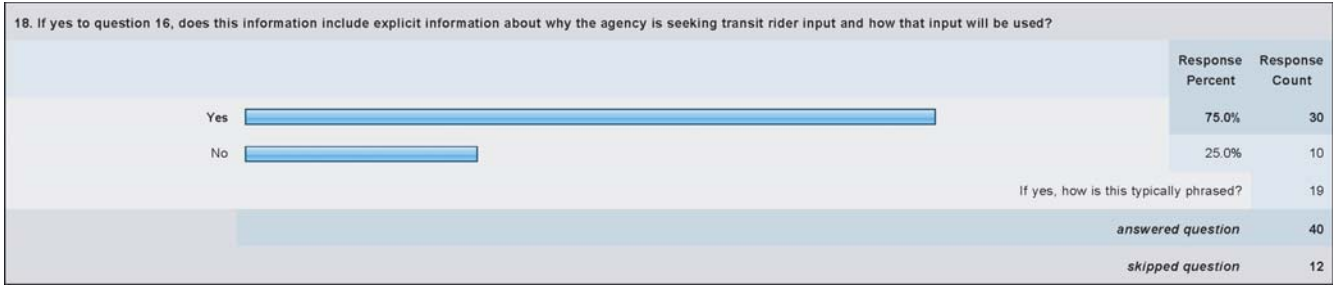 18. If yes to question 16, does this information include explicit information about why the agency is seeking transit rider input and how that input will be used?
Response Percent Response Count
Yes 75.0% 30
No 25.0% 10
If yes, how is this typically phrased? 19
answered question 40
skipped question 12